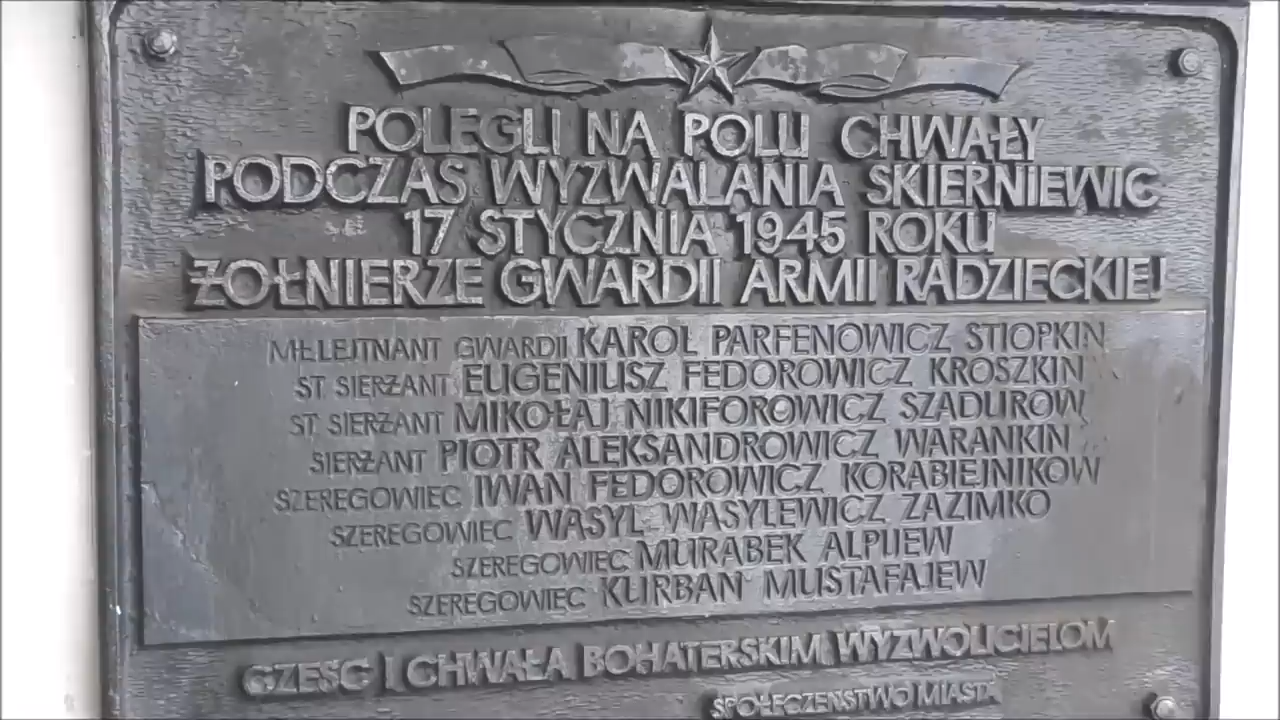 POLEGLI NA POLU CHWAŁY
PODCZAS WYZWALANIA SKIERNIEWIC
17 STYCZNIA 1945 ROKU
ŻOŁNIERZE GWARDII ARMII RADZIECKIEJ
MŁ. LEJTNANT GWARDII KAROL PARFENOWICZ STIOPKIN
ST. SIERŻANT EUGENIUSZ FEDOROWICZ KROSZKIN
ST. SIERŻANT MIKOŁAJ NIKIFOROWICZ SZADUROW
SIERŻANT PIOTR ALEKSANDROWICZ WARANKIN
SZEREGOWIEC IWAN FEDOROWICZ KORABIEJNIKOW
SZEREGOWIEC WASYL WASYLEWICZ ZAZIMKO
SZEREGOWIEC MURABEK ALPIJEW
SZEREGOWIEC KURBAN MUSTAFAJEW
CZEŚĆ I CHWAŁA BOHATERSKIM WYZWOLICIELOM
SPOŁECZEŃSTWO MIASTA